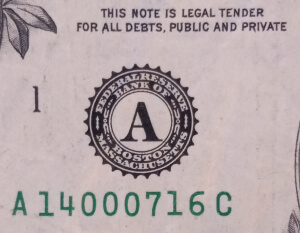 THIS NOTE IS LEGAL TENDER
FOR ALL DEBTS, PUBLIC AND PRIVATE
1
FEDERAL RESERVE
BANK OF
A
BOSTON
MASSACHUSETTS
A14000716C